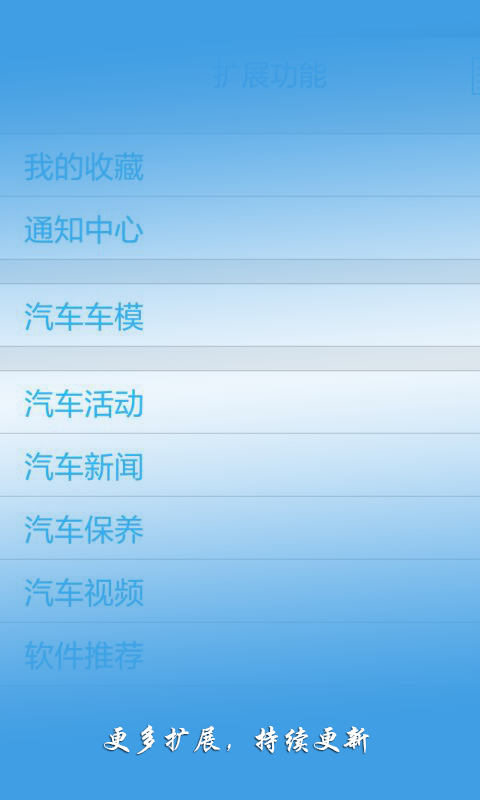 扩展功能
我的收藏
通知中心
汽车车模
汽车活动
汽车新闻
汽车保养
汽车视频
软件推荐
更多扩展，持续更新